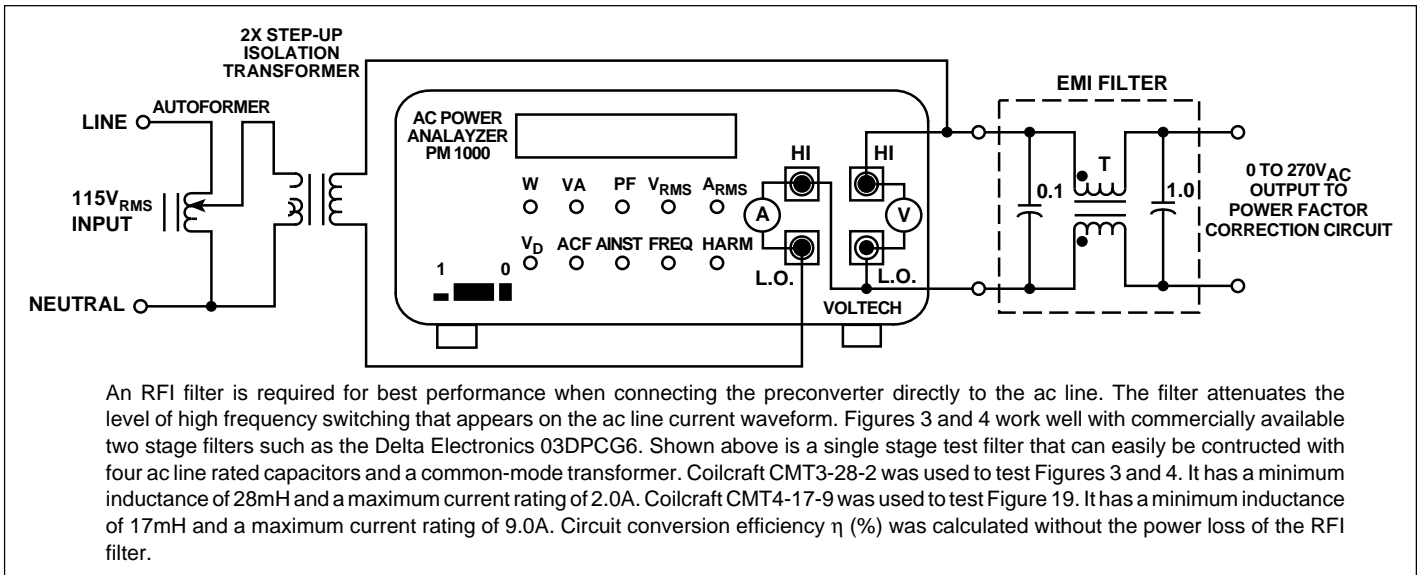 2X STEP-UP
ISOLATION
TRANSFORMER
AUTOFORMER
LINE
115VRMS
INPUT
NEUTRAL
AC POWER
ANALAYZER
PM 1000
W VA PF VRMS ARMS
VD ACF AINST FREQ HARM
1 0
HI
HI
A
V
L.O.
L.O.
VOLTECH
EMI FILTER
0.1
T
1.0
0 TO 270VAC
OUTPUT TO
POWER FACTOR
CORRECTION CIRCUIT
An RFI filter is required for best performance when connecting the preconverter directly to the ac line. The filter attenuates the
level of high frequency switching that appears on the ac line current waveform. Figures 3 and 4 work well with commercially available
two stage filters such as the Delta Electronics 03DPCG6. Shown above is a single stage test filter that can easily be contructed with
four ac line rated capacitors and a common-mode transformer. Coilcraft CMT3-28-2 was used to test Figures 3 and 4. It has a minimum
inductance of 28mH and a maximum current rating of 2.0A. Coilcraft CMT4-17-9 was used to test Figure 19. It has a minimum inductance
of 17mH and a maximum current rating of 9.0A. Circuit conversion efficiency η (%) was calculated without the power loss of the RFI
filter.